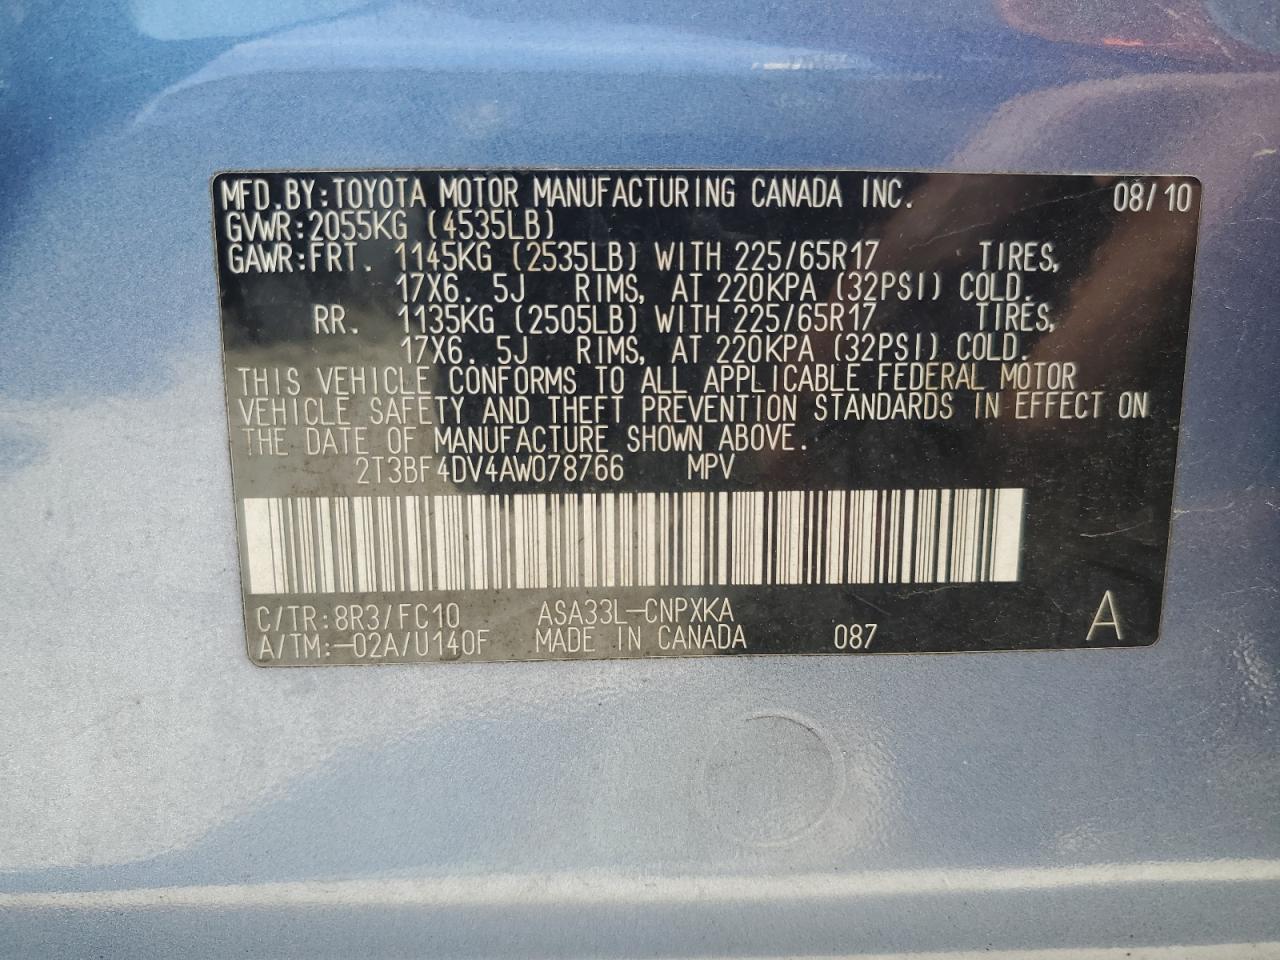 MFD.BY:TOYOTA MOTOR MANUFACTURING CANADA INC. 08/10
GVWR:2055KG (4535LB)
GAWR:FRT. 1145KG (2535LB) WITH 225/65R17 TIRES,
17X6.5J RIMS, AT 220KPA (32PSI) COLD.
RR. 1135KG (2505LB) WITH 225/65R17 TIRES,
17X6.5J RIMS, AT 220KPA (32PSI) COLD.
THIS VEHICLE CONFORMS TO ALL APPLICABLE FEDERAL MOTOR
VEHICLE SAFETY AND THEFT PREVENTION STANDARDS IN EFFECT ON
THE DATE OF MANUFACTURE SHOWN ABOVE.
2T3BF4DV4AW078766 MPV
C/TR:8R3/FC10 ASA33L-CNPXKA
A/TM:-02A/U140F MADE IN CANADA 087 A